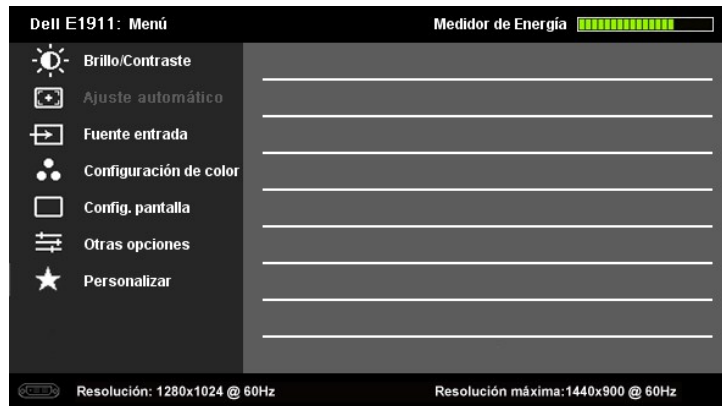 Dell E1911: Menú
Medidor de Energía
Brillo/Contraste
Ajuste automático
Fuente entrada
Configuración de color
Config. pantalla
Otras opciones
Personalizar
Resolución: 1280x1024 @ 60Hz
Resolución máxima:1440x900 @ 60Hz